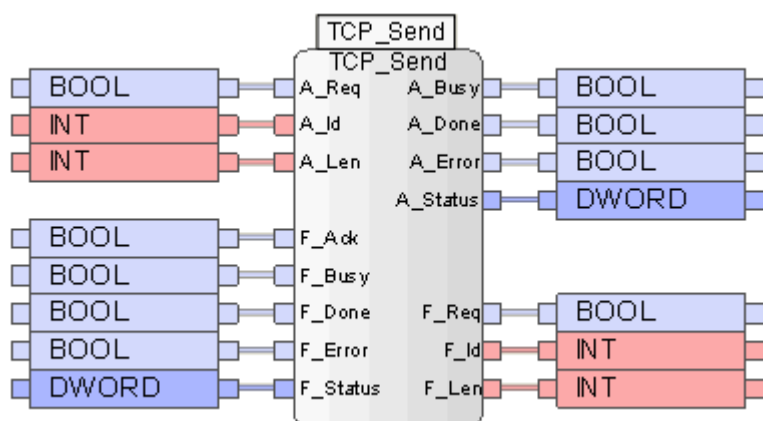 TCP_Send
TCP_Send
BOOL A_Req A_Busy BOOL
INT A_Id A_Done BOOL
INT A_Len A_Error BOOL
A_Status DWORD
BOOL F_Ack
BOOL F_Busy
BOOL F_Done F_Req BOOL
BOOL F_Error F_Id INT
DWORD F_Status F_Len INT